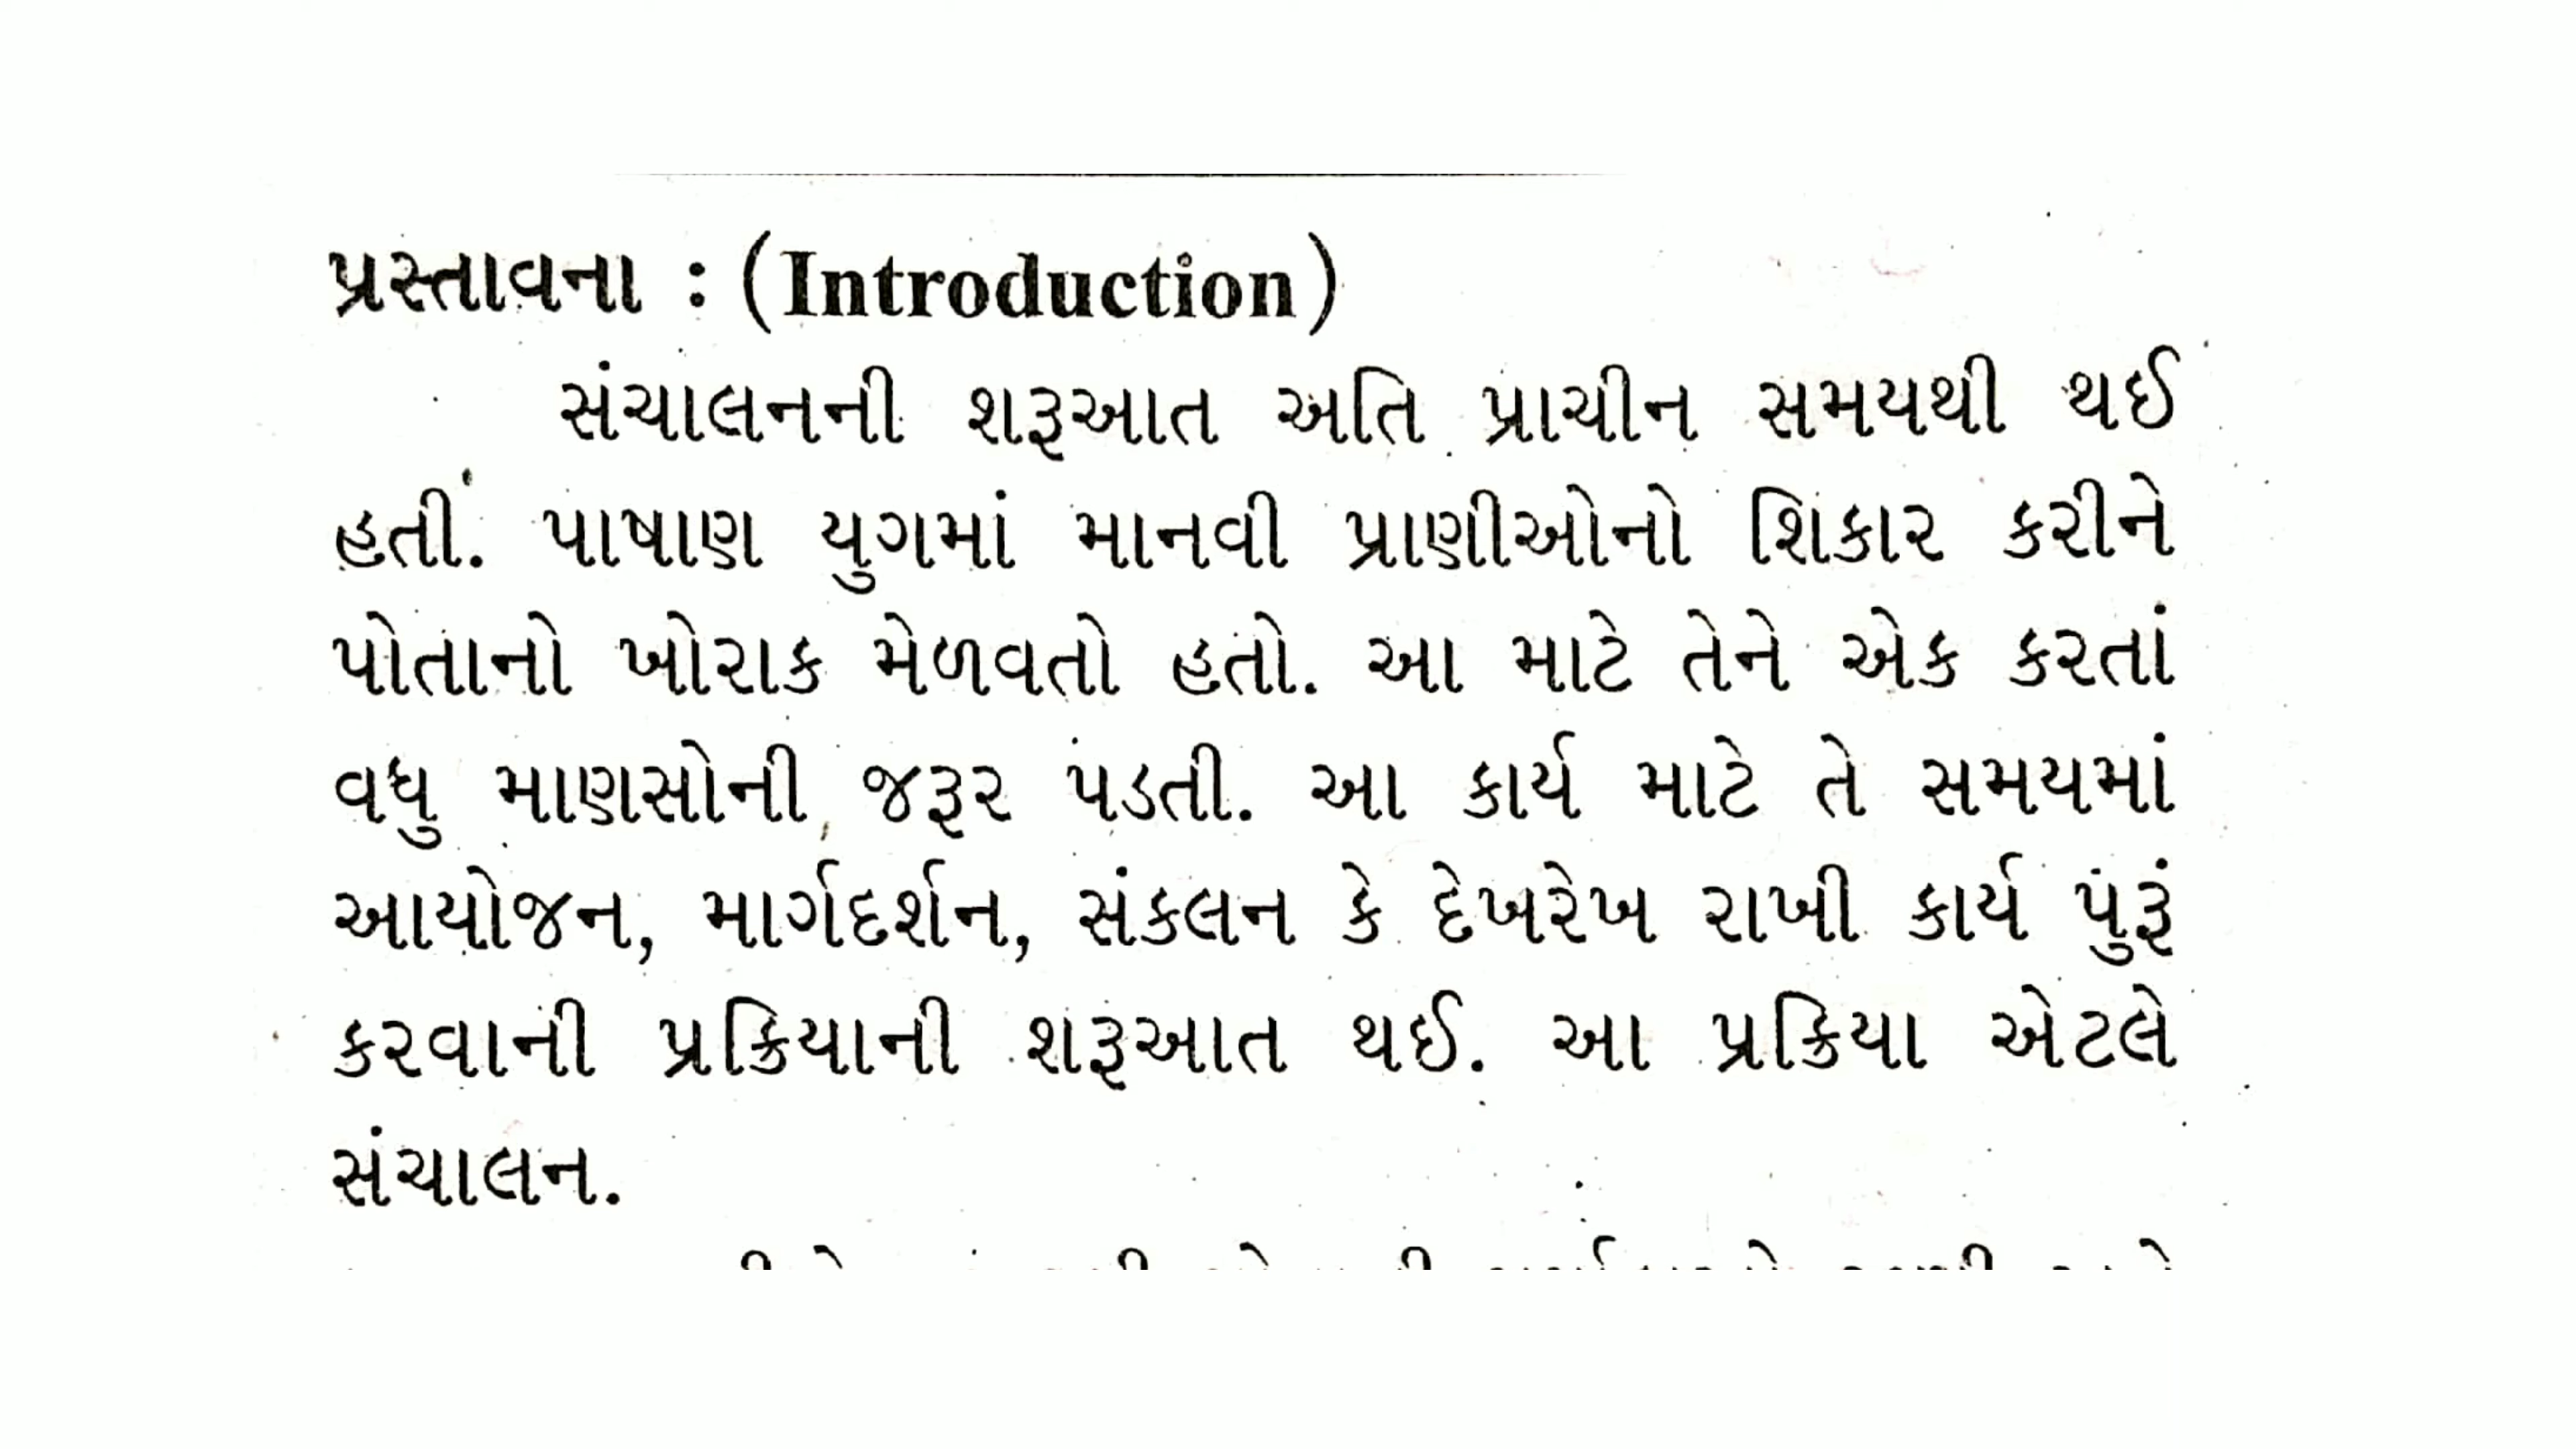 પ્રસ્તાવના : (Introduction)
સંચાલનની શરૂઆત અતિ પ્રાચીન સમયથી થઈ
હતી. પાષાણ યુગમાં માનવી પ્રાણીઓનો શિકાર કરીને
પોતાનો ખોરાક મેળવતો હતો. આ માટે તેને એક કરતાં
વધુ માણસોની જરૂર પડતી. આ કાર્ય માટે તે સમયમાં
આયોજન, માર્ગદર્શન, સંકલન કે દેખરેખ રાખી કાર્ય પુરૂં
કરવાની પ્રક્રિયાની શરૂઆત થઈ. આ પ્રક્રિયા એટલે
સંચાલન.